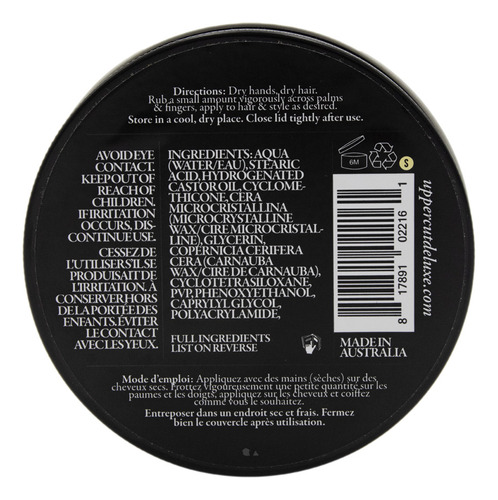 Directions: Dry hands, dry hair.
Rub a small amount vigorously across palms
& fingers, apply to hair & style as desired.
Store in a cool, dry place. Close lid tightly after use.
AVOID EYE
CONTACT.
KEEP OUT OF
REACH OF
CHILDREN.
IF IRRITATION
OCCURS, DIS-
CONTINUE USE.
CESSEZ DE
L'UTILISER S'IL SE
PRODUISAIT DE
L'IRRITATION. À
CONSERVER HORS
DE LA PORTÉE DES
ENFANTS. ÉVITER
LE CONTACT
AVEC LES YEUX.
INGREDIENTS: AQUA
(WATER/EAU), STEARIC
ACID, HYDROGENATED
CASTOR OIL, CYCLOME-
THICONE, CERA
MICROCRISTALLINA
(MICROCRYSTALLINE
WAX/CIRE MICROCRISTAL-
LINE), GLYCERIN,
COPERNICIA CERIFERA
CERA (CARNAUBA
WAX/CIRE DE CARNAUBA),
CYCLOTETRASILOXANE,
PVP, PHENOXYETHANOL,
CAPRYLYL GLYCOL,
POLYACRYLAMIDE,
FULL INGREDIENTS
LIST ON REVERSE
6M
S
8 17891 02216 1
MADE IN
AUSTRALIA
uppercutdeluxe.com
Mode d'emploi: Appliquez avec des mains (sèches) sur des
cheveux secs. Frottez vigoureusement une petite quantité sur les
paumes et les doigts, appliquez sur les cheveux et coiffez
comme vous le souhaitez.
Entreposer dans un endroit sec et frais. Fermez
bien le couvercle après utilisation.